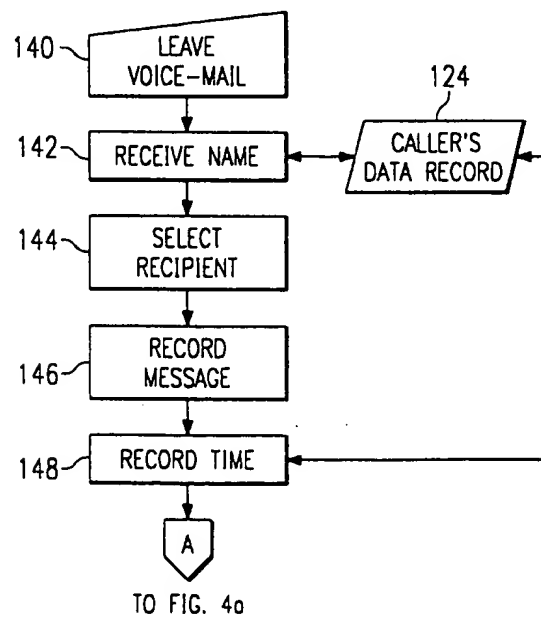 140
LEAVE
VOICE-MAIL
124
142
RECEIVE NAME
CALLER'S
DATA RECORD
144
SELECT
RECIPIENT
146
RECORD
MESSAGE
148
RECORD TIME
A
TO FIG. 4a